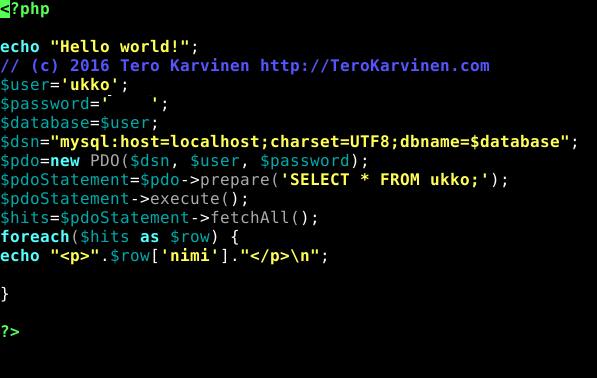 <?php
echo "Hello world!";
// (c) 2016 Tero Karvinen http://TeroKarvinen.com
$user='ukko';
$password='    ';
$database=$user;
$dsn="mysql:host=localhost;charset=UTF8;dbname=$database";
$pdo=new PDO($dsn, $user, $password);
$pdoStatement=$pdo->prepare('SELECT * FROM ukko;');
$pdoStatement->execute();
$hits=$pdoStatement->fetchAll();
foreach($hits as $row) {
echo "<p>".$row['nimi']."</p>\n";
}
?>